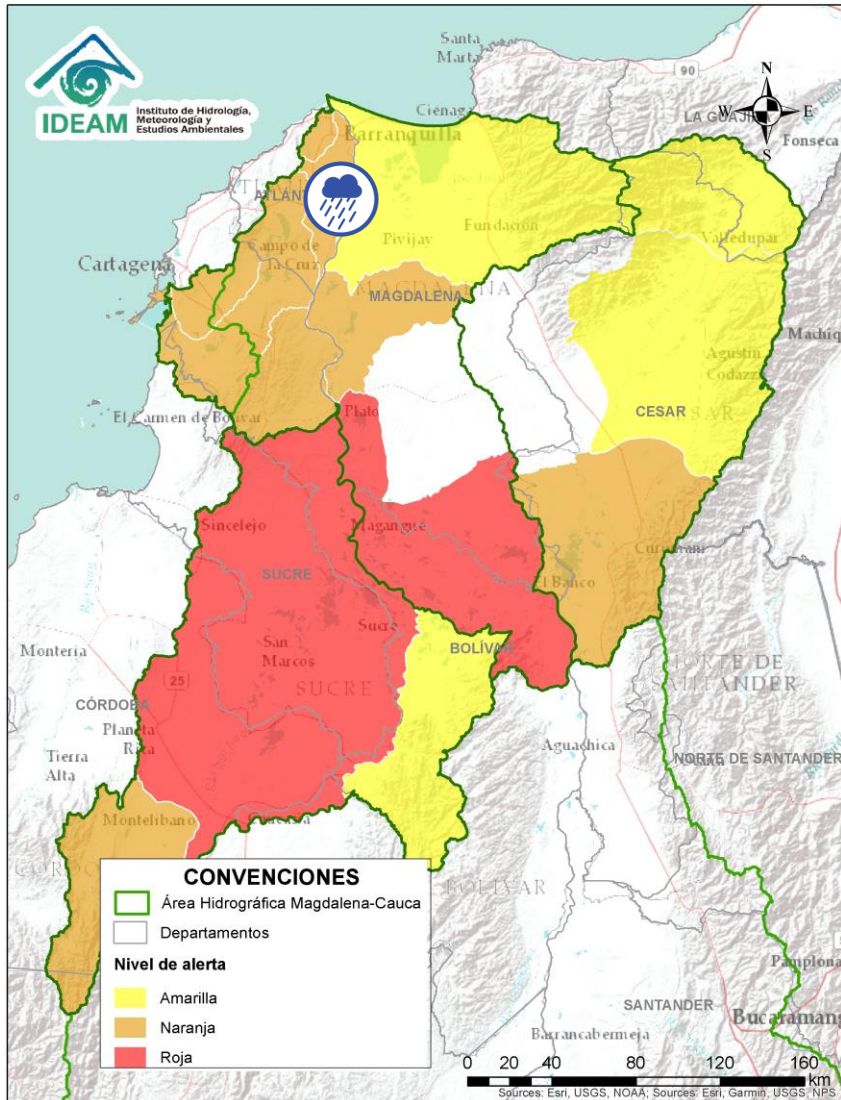 IDEAM
Instituto de Hidrología,
Meteorología y
Estudios Ambientales
Santa
Marta
90
N
W
E
S
LA GUAJI
Ciénaga
Barranquilla
Fonseca
Pivijay
Fundación
Valledupar
Cartagena
Campo de
la Cruz
MAGDALENA
Agustín
Codazzi
CESAR
El Carmen de Bolívar
Plato
Sincelejo
Magangué
SUCRE
El Banco
Sucre
San
Marcos
BOLÍVAR
SUCRE
Montería
25
CÓRDOBA
NORTE DE
SANTANDER
Planeta
Rica
Aguachica
Tierra
Alta
NORTE DE SANTANDER
Montelíbano
BOLÍVAR
CONVENCIONES
Área Hidrográfica Magdalena-Cauca
Departamentos
Nivel de alerta
Amarilla
Naranja
Roja
Pamplona
SANTANDER
Bucaramang
Barrancabermeja
0 20 40 80 120 160
km
Sources: Esri, USGS, NOAA; Sources: Esri, Garmin, USGS, NPS